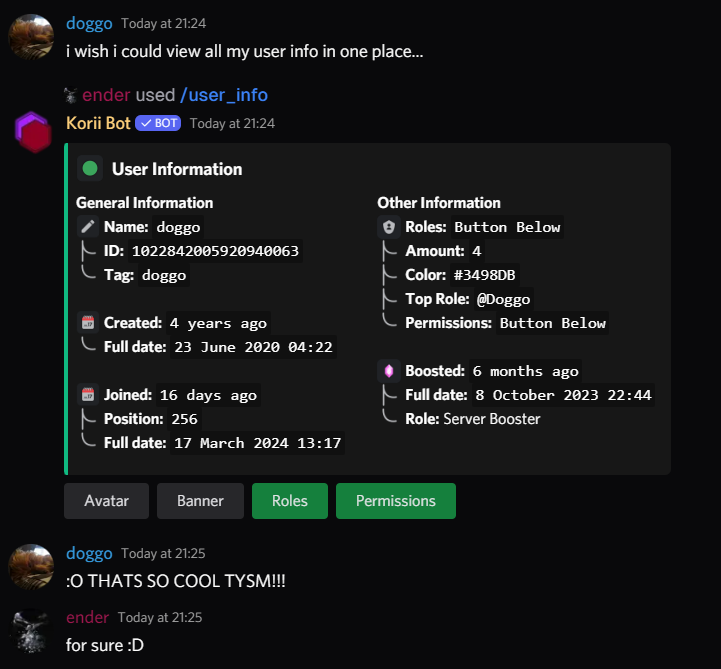 doggo Today at 21:24
i wish i could view all my user info in one place...
ender used /user_info
Korii Bot BOT Today at 21:24
User Information
General Information
Name: doggo
ID: 1022842005920940063
Tag: doggo
Created: 4 years ago
Full date: 23 June 2020 04:22
Joined: 16 days ago
Position: 256
Full date: 17 March 2024 13:17
Other Information
Roles: Button Below
Amount: 4
Color: #3498DB
Top Role: @Doggo
Permissions: Button Below
Boosted: 6 months ago
Full date: 8 October 2023 22:44
Role: Server Booster
Avatar Banner Roles Permissions
doggo Today at 21:25
:O THATS SO COOL TYSM!!!
ender Today at 21:25
for sure :D